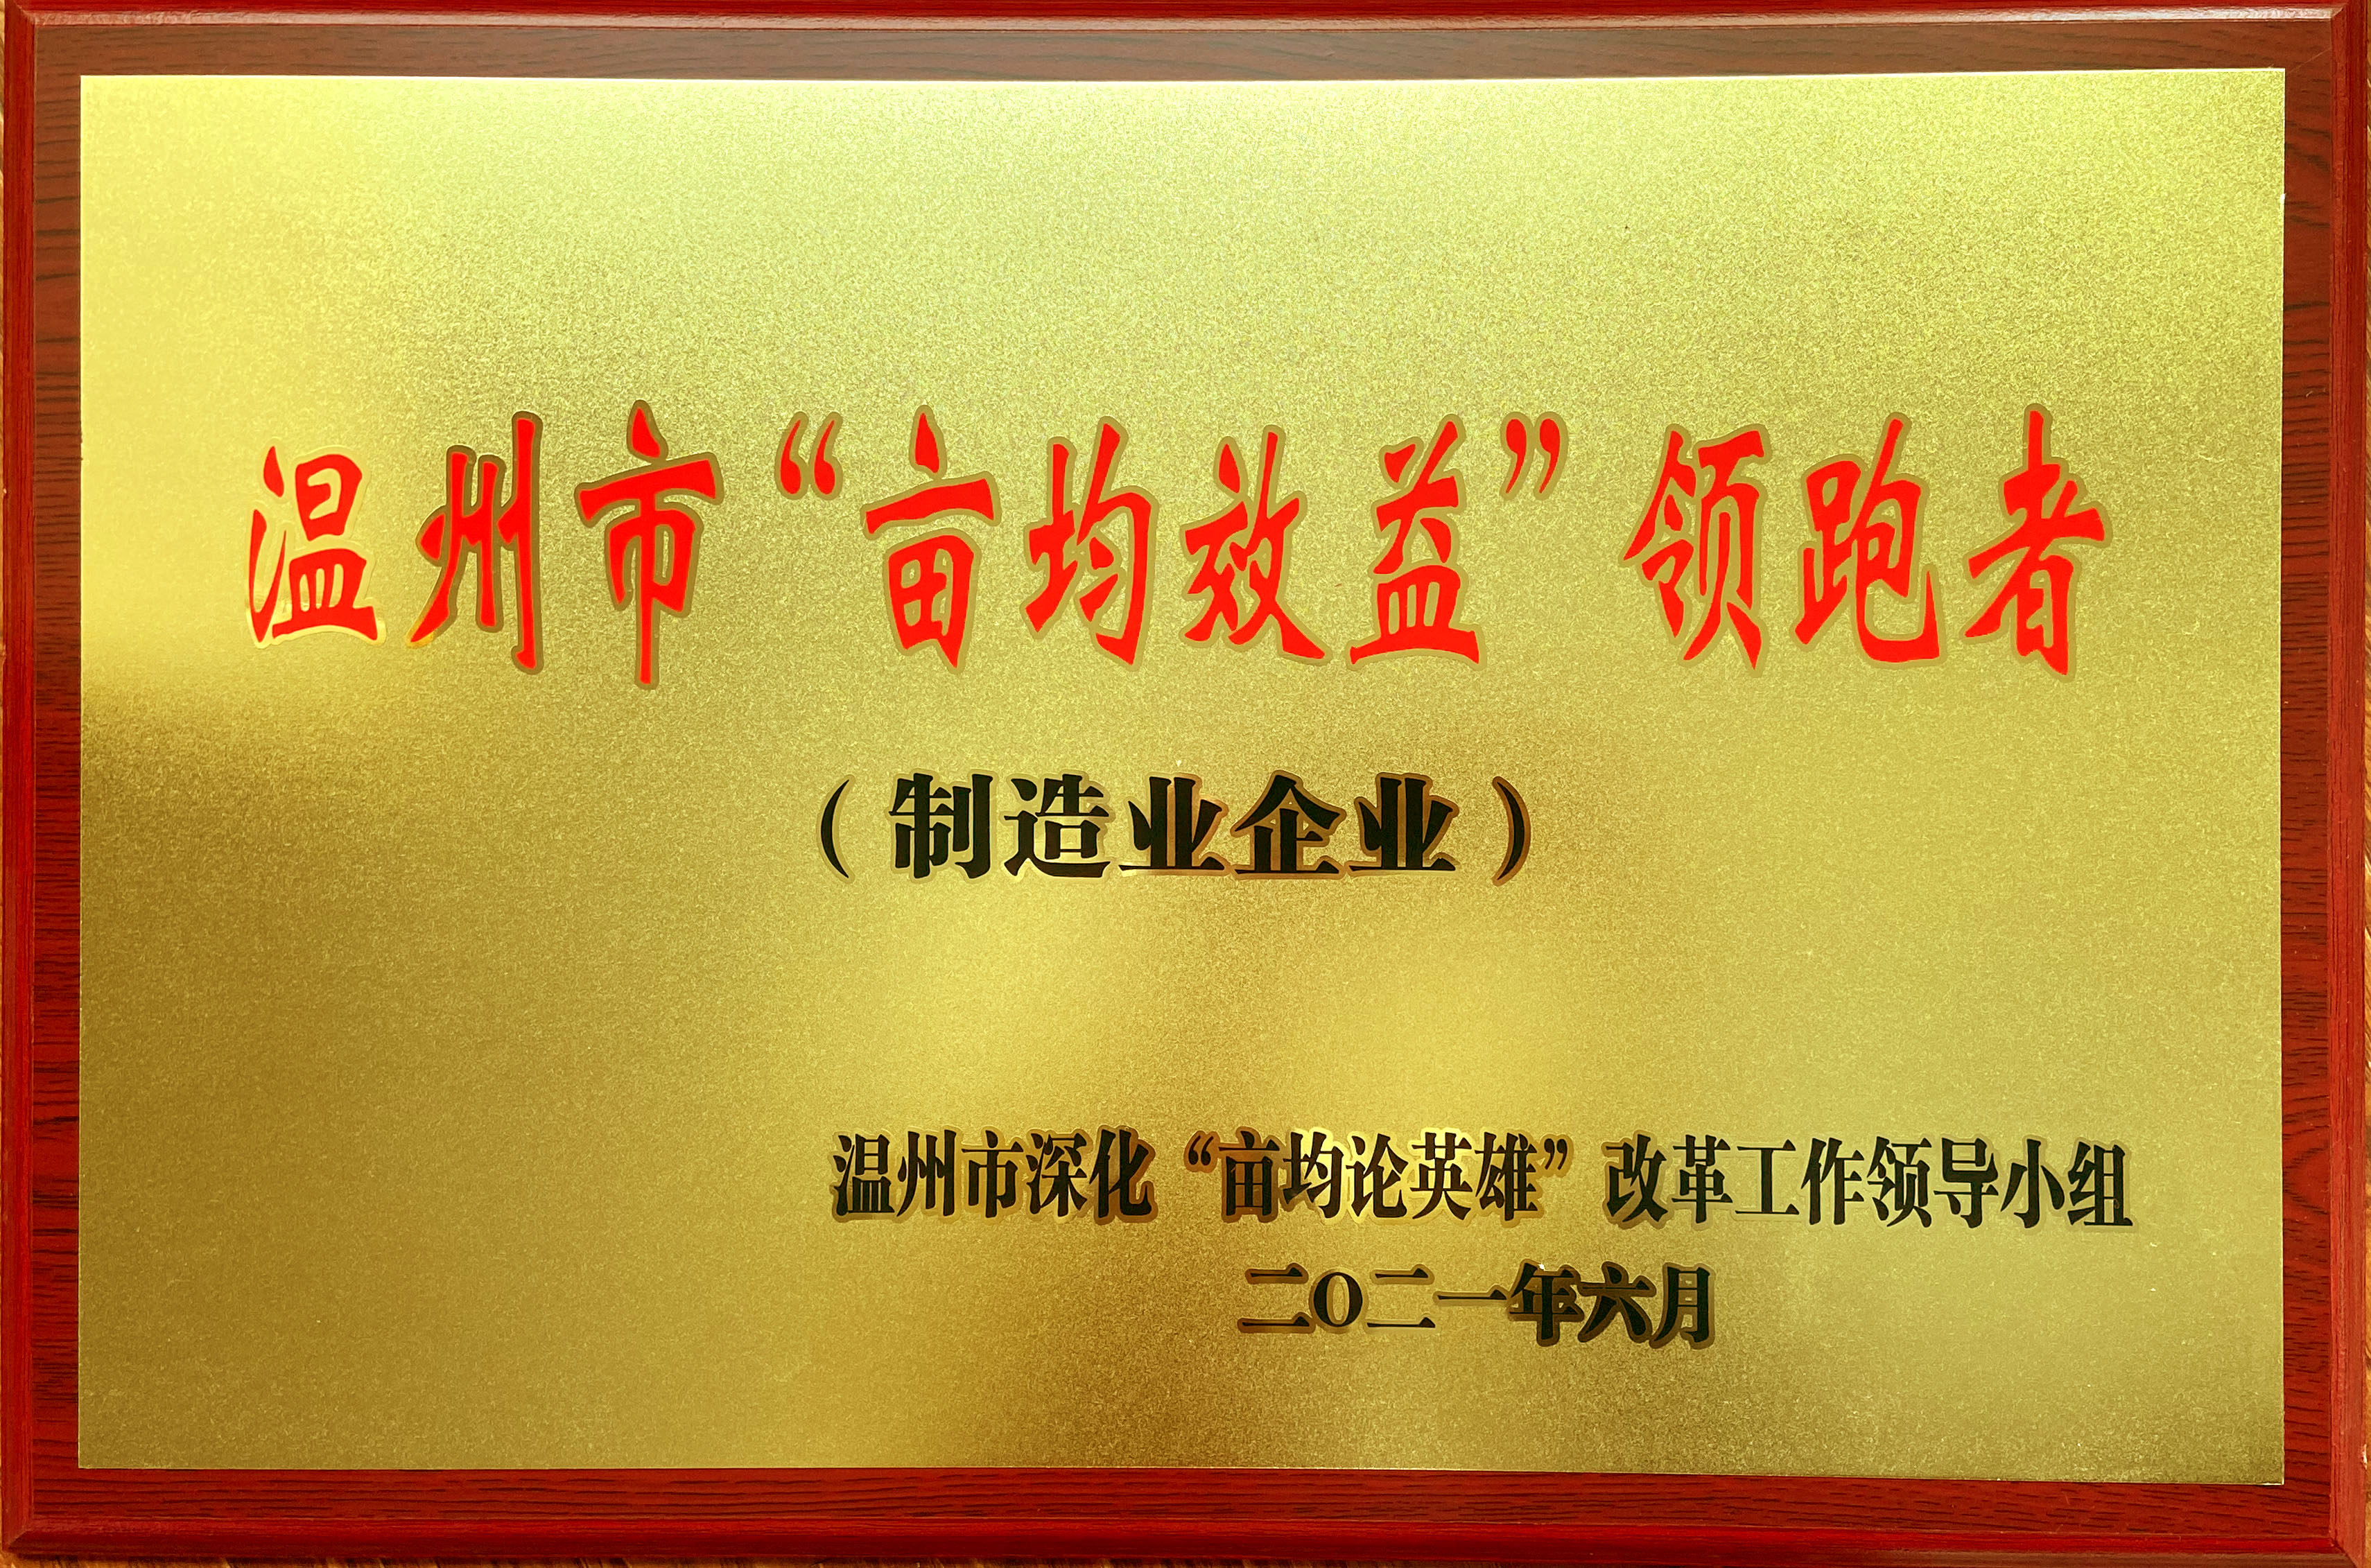 温州市“亩均效益”领跑者
（制造业企业）
温州市深化“亩均论英雄”改革工作领导小组
二O二一年六月